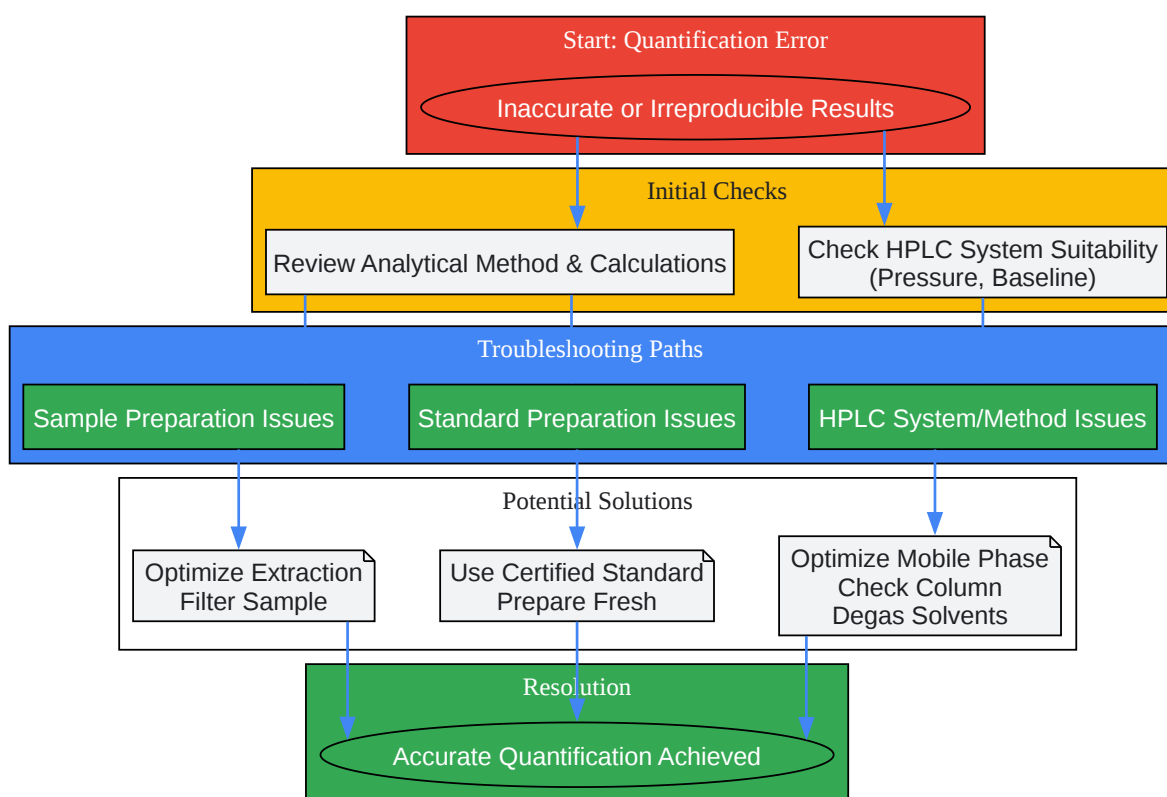 Start: Quantification Error
Inaccurate or Irreproducible Results
Initial Checks
Review Analytical Method & Calculations
Check HPLC System Suitability
(Pressure, Baseline)
Troubleshooting Paths
Sample Preparation Issues
Standard Preparation Issues
HPLC System/Method Issues
Potential Solutions
Optimize Extraction
Filter Sample
Use Certified Standard
Prepare Fresh
Optimize Mobile Phase
Check Column
Degas Solvents
Resolution
Accurate Quantification Achieved